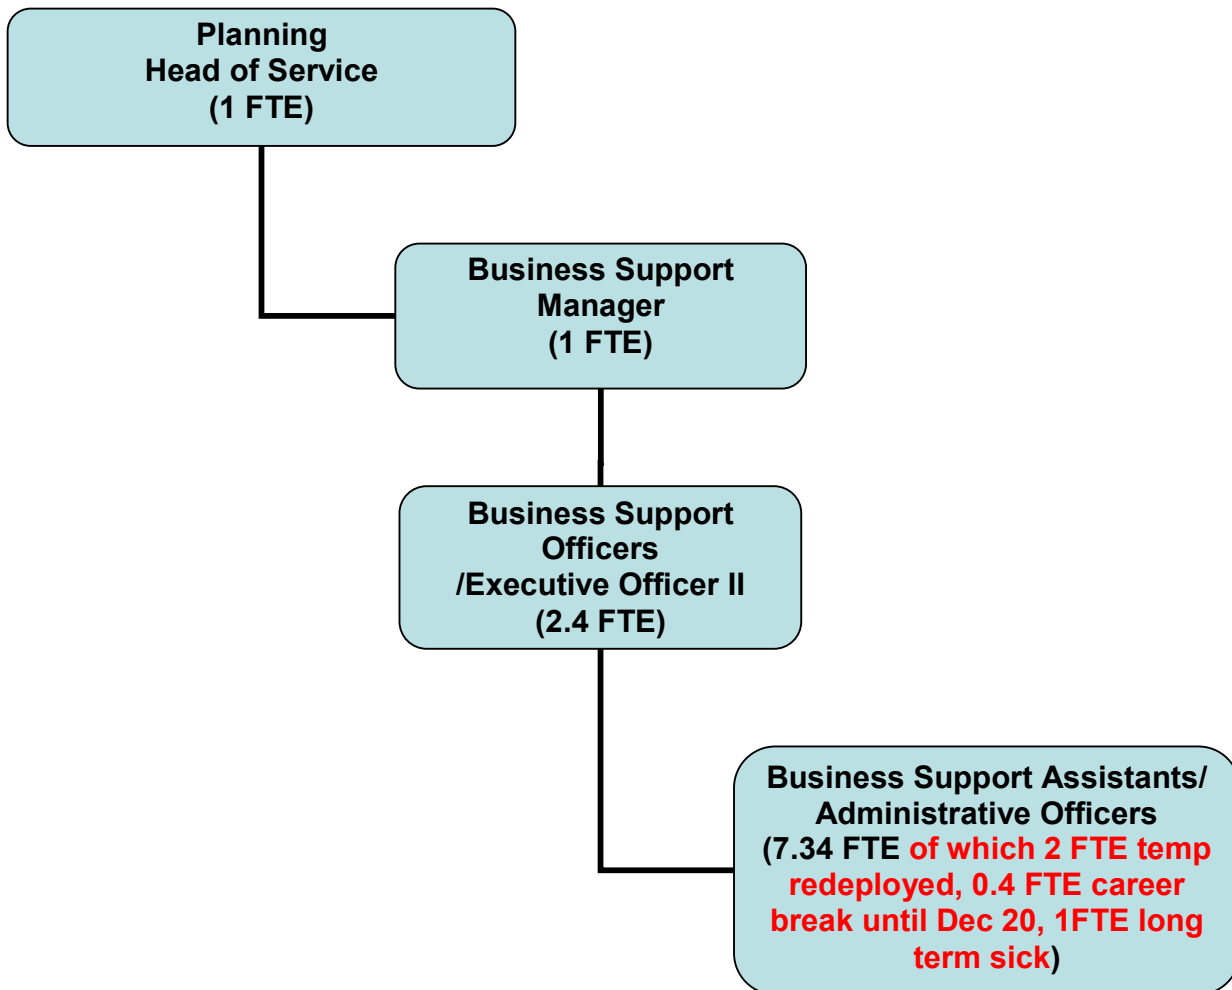 Planning
Head of Service
(1 FTE)
Business Support
Manager
(1 FTE)
Business Support
Officers
/Executive Officer II
(2.4 FTE)
Business Support Assistants/
Administrative Officers
(7.34 FTE of which 2 FTE temp
redeployed, 0.4 FTE career
break until Dec 20, 1FTE long
term sick)